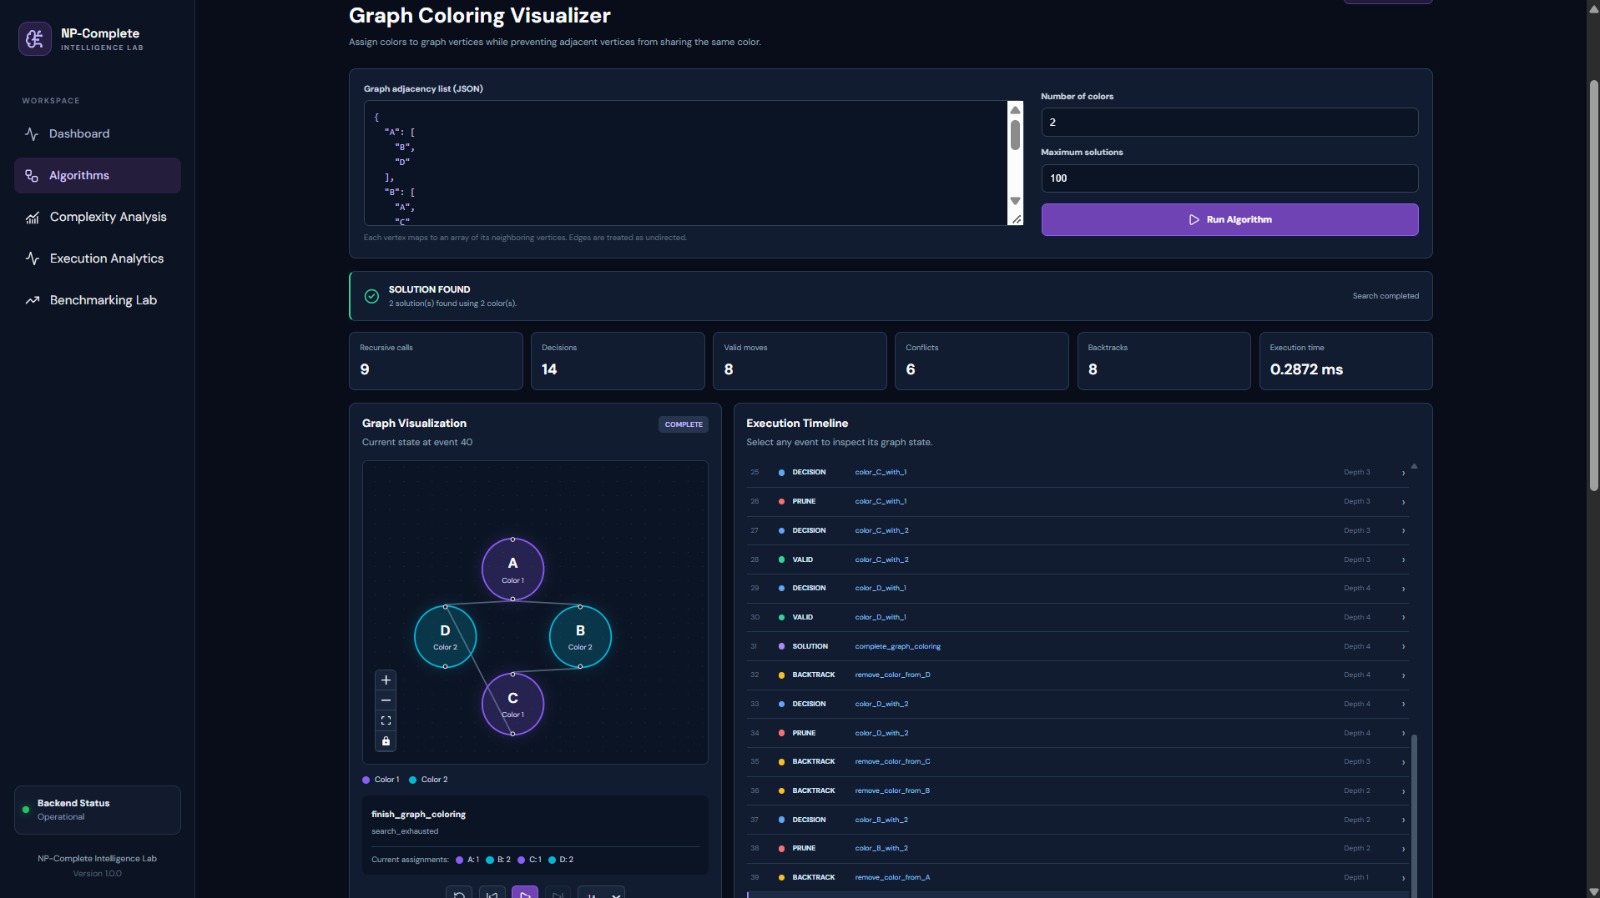 NP-Complete
INTELLIGENCE LAB
WORKSPACE
Dashboard
Algorithms
Complexity Analysis
Execution Analytics
Benchmarking Lab
Backend Status
Operational
NP-Complete Intelligence Lab
Version 1.0.0
Graph Coloring Visualizer
Assign colors to graph vertices while preventing adjacent vertices from sharing the same color.
Graph adjacency list (JSON)
{
"A": [
"B",
"D"
],
"B": [
"A",
"C"
Each vertex maps to an array of its neighboring vertices. Edges are treated as undirected.
Number of colors
2
Maximum solutions
100
Run Algorithm
SOLUTION FOUND
2 solution(s) found using 2 color(s).
Search completed
Recursive calls
9
Decisions
14
Valid moves
8
Conflicts
6
Backtracks
8
Execution time
0.2872 ms
Graph Visualization
COMPLETE
Current state at event 40
A
Color 1
D
Color 2
B
Color 2
C
Color 1
Color 1 Color 2
finish_graph_coloring
search_exhausted
Current assignments: A: 1 B: 2 C: 1 D: 2
Execution Timeline
Select any event to inspect its graph state.
25 DECISION color_C_with_1 Depth 3
26 PRUNE color_C_with_1 Depth 3
27 DECISION color_C_with_2 Depth 3
28 VALID color_C_with_2 Depth 3
29 DECISION color_D_with_1 Depth 4
30 VALID color_D_with_1 Depth 4
31 SOLUTION complete_graph_coloring Depth 4
32 BACKTRACK remove_color_from_D Depth 4
33 DECISION color_D_with_2 Depth 4
34 PRUNE color_D_with_2 Depth 4
35 BACKTRACK remove_color_from_C Depth 3
36 BACKTRACK remove_color_from_B Depth 2
37 DECISION color_B_with_2 Depth 2
38 PRUNE color_B_with_2 Depth 2
39 BACKTRACK remove_color_from_A Depth 1